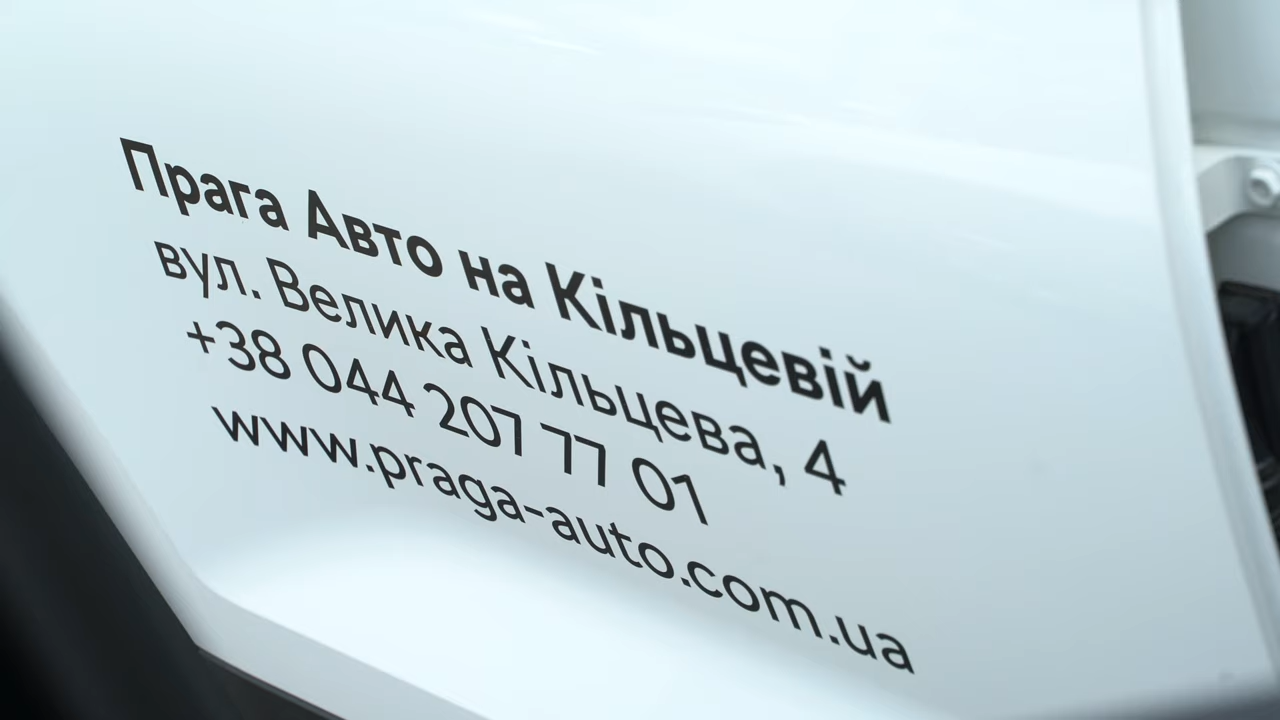 Прага Авто на Кільцевій
вул. Велика Кільцева, 4
+38 044 207 77 01
www.praga-auto.com.ua